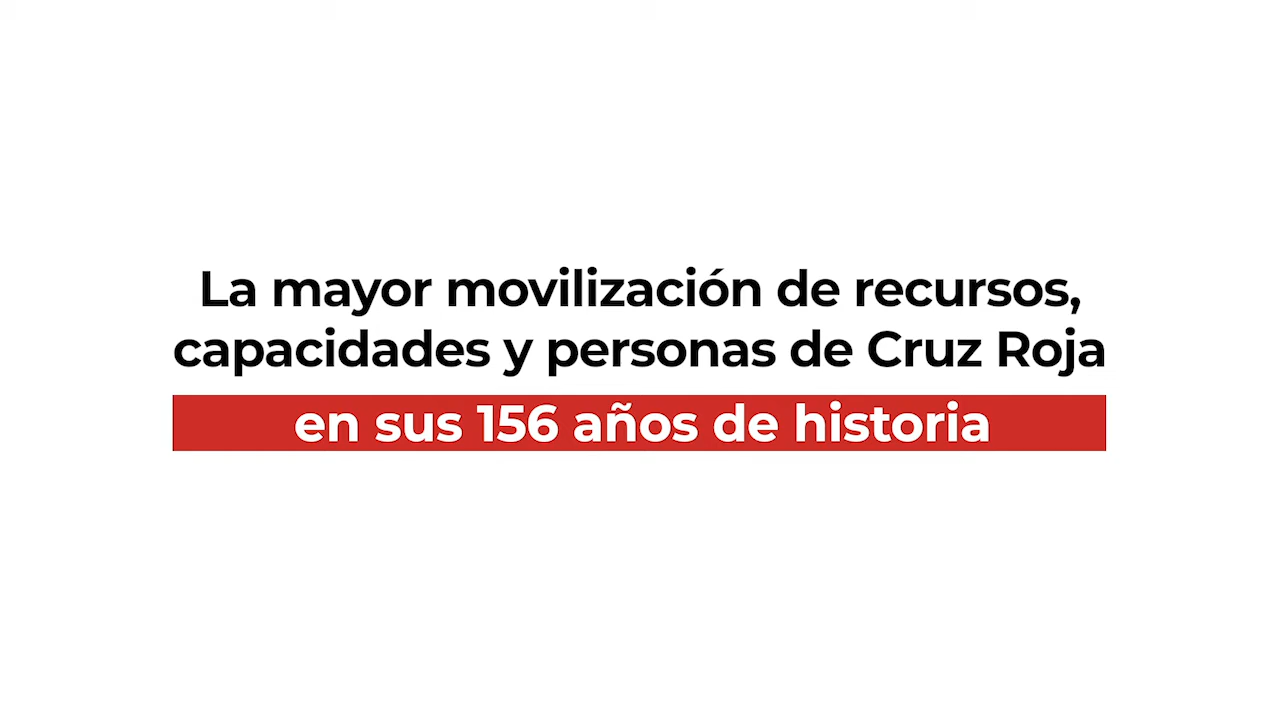 La mayor movilización de recursos,
capacidades y personas de Cruz Roja
en sus 156 años de historia